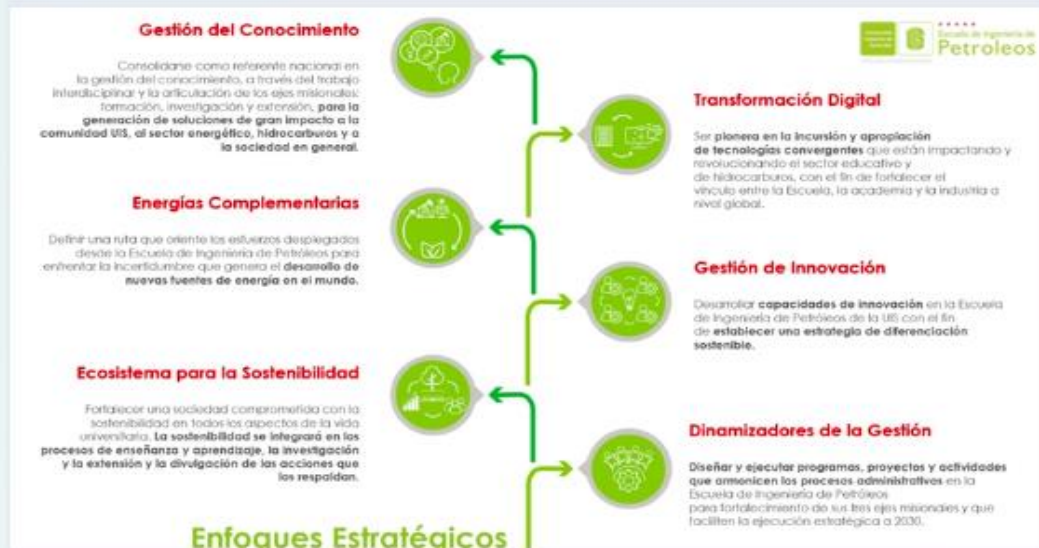 Gestión del Conocimiento
Consolidarse como referente nacional en
la gestión del conocimiento, a través del trabajo
interdisciplinar y la articulación de los ejes misionales:
formación, investigación y extensión, para la
generación de soluciones de gran impacto a la
comunidad UIS, al sector energético, hidrocarburos y a
la sociedad en general.
Escuela de Ingeniería de
Petroleos
Transformación Digital
Ser pionera en la incursión y apropiación
de tecnologías convergentes que están impactando y
revolucionando el sector educativo y
de hidrocarburos, con el fin de fortalecer el
vínculo entre la Escuela, la academia y la industria a
nivel global.
Energías Complementarias
Definir una ruta que oriente los esfuerzos desplegados
desde la Escuela de Ingeniería de Petróleos para
enfrentar la incertidumbre que genera el desarrollo de
nuevas fuentes de energía en el mundo.
Gestión de Innovación
Desarrollar capacidades de innovación en la Escuela
de Ingeniería de Petróleos de la UIS con el fin
de establecer una estrategia de diferenciación
sostenible.
Ecosistema para la Sostenibilidad
Fortalecer una sociedad comprometida con la
sostenibilidad en todos los aspectos de la vida
universitaria. La sostenibilidad se integrará en los
procesos de enseñanza y aprendizaje, la investigación
y la extensión y la divulgación de las acciones que
los respaldan.
Dinamizadores de la Gestión
Diseñar y ejecutar programas, proyectos y actividades
que armonicen los procesos administrativos en la
Escuela de Ingeniería de Petróleos
para fortalecimiento de sus tres ejes misionales y que
faciliten la ejecución estratégica a 2030.
Enfoques Estratégicos